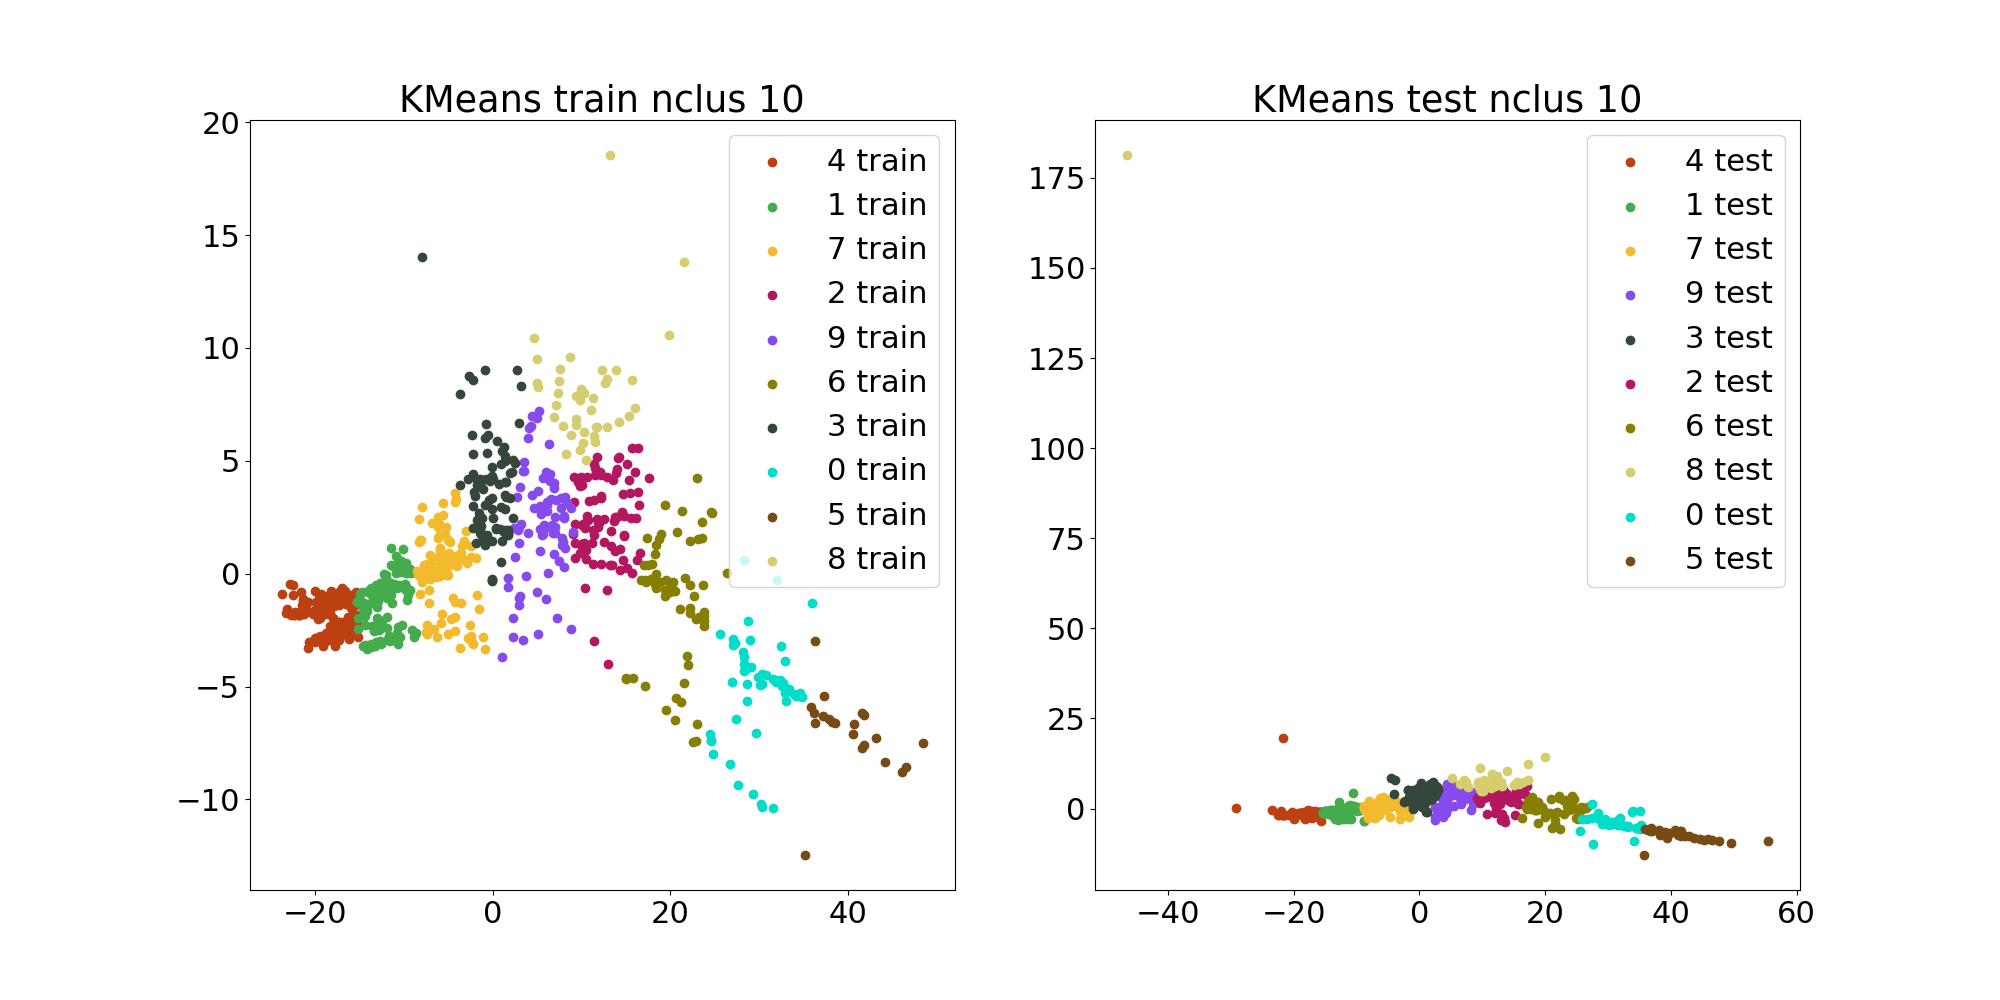 KMeans train nclus 10
20
15
10
5
0
−5
−10
−20
0
20
40
4 train
1 train
7 train
2 train
9 train
6 train
3 train
0 train
5 train
8 train
KMeans test nclus 10
175
150
125
100
75
50
25
0
−40
−20
0
20
40
60
4 test
1 test
7 test
9 test
3 test
2 test
6 test
8 test
0 test
5 test